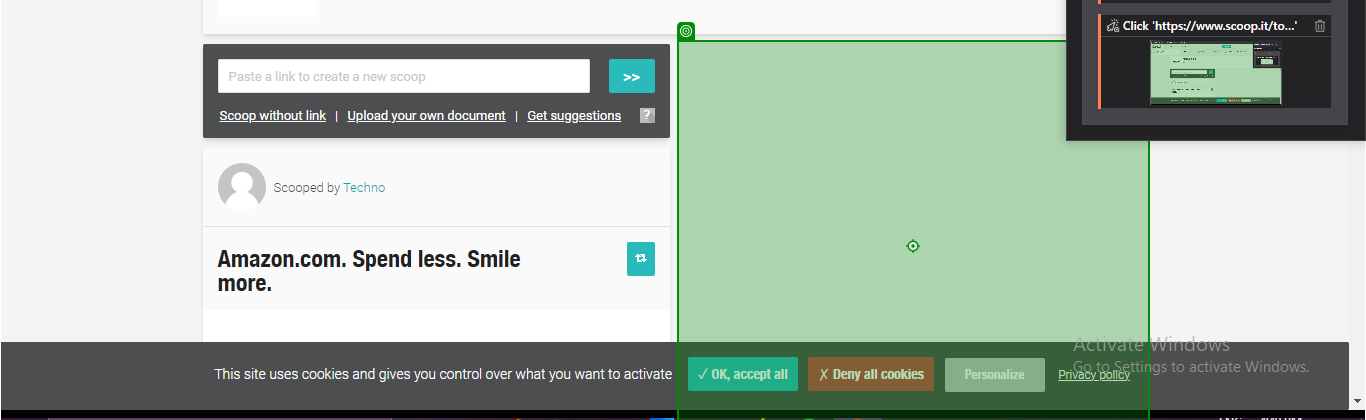 Click 'https://www.scoop.it/to...'
Paste a link to create a new scoop
>>
Scoop without link | Upload your own document | Get suggestions ?
Scooped by Techno
Amazon.com. Spend less. Smile
more.
Activate Windows
Go to Settings to activate Windows.
This site uses cookies and gives you control over what you want to activate
✓ OK, accept all
✗ Deny all cookies
Personalize
Privacy policy